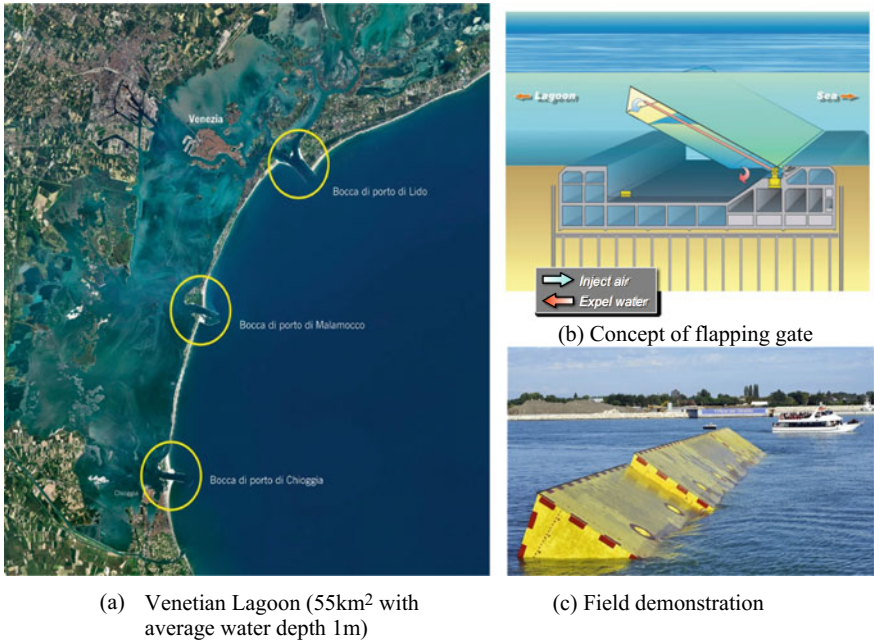 Venezia
Bocca di porto di Lido
Bocca di porto di Malamocco
Bocca di porto di Chioggia
Chioggia
(a) Venetian Lagoon (55km² with
average water depth 1m)
Lagoon
Sea
Inject air
Expel water
(b) Concept of flapping gate
(c) Field demonstration